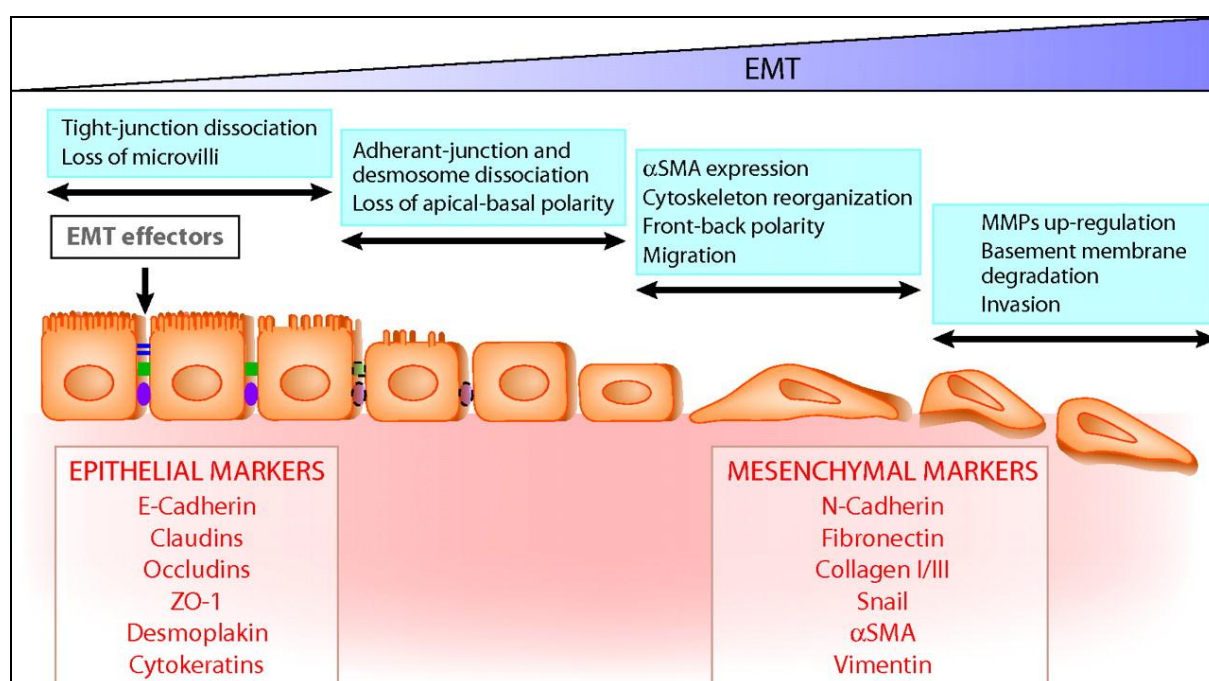 EMT
Tight-junction dissociation
Loss of microvilli
Adherant-junction and
desmosome dissociation
Loss of apical-basal polarity
αSMA expression
Cytoskeleton reorganization
Front-back polarity
Migration
MMPs up-regulation
Basement membrane
degradation
Invasion
EMT effectors
EPITHELIAL MARKERS
E-Cadherin
Claudins
Occludins
ZO-1
Desmoplakin
Cytokeratins
MESENCHYMAL MARKERS
N-Cadherin
Fibronectin
Collagen I/III
Snail
αSMA
Vimentin